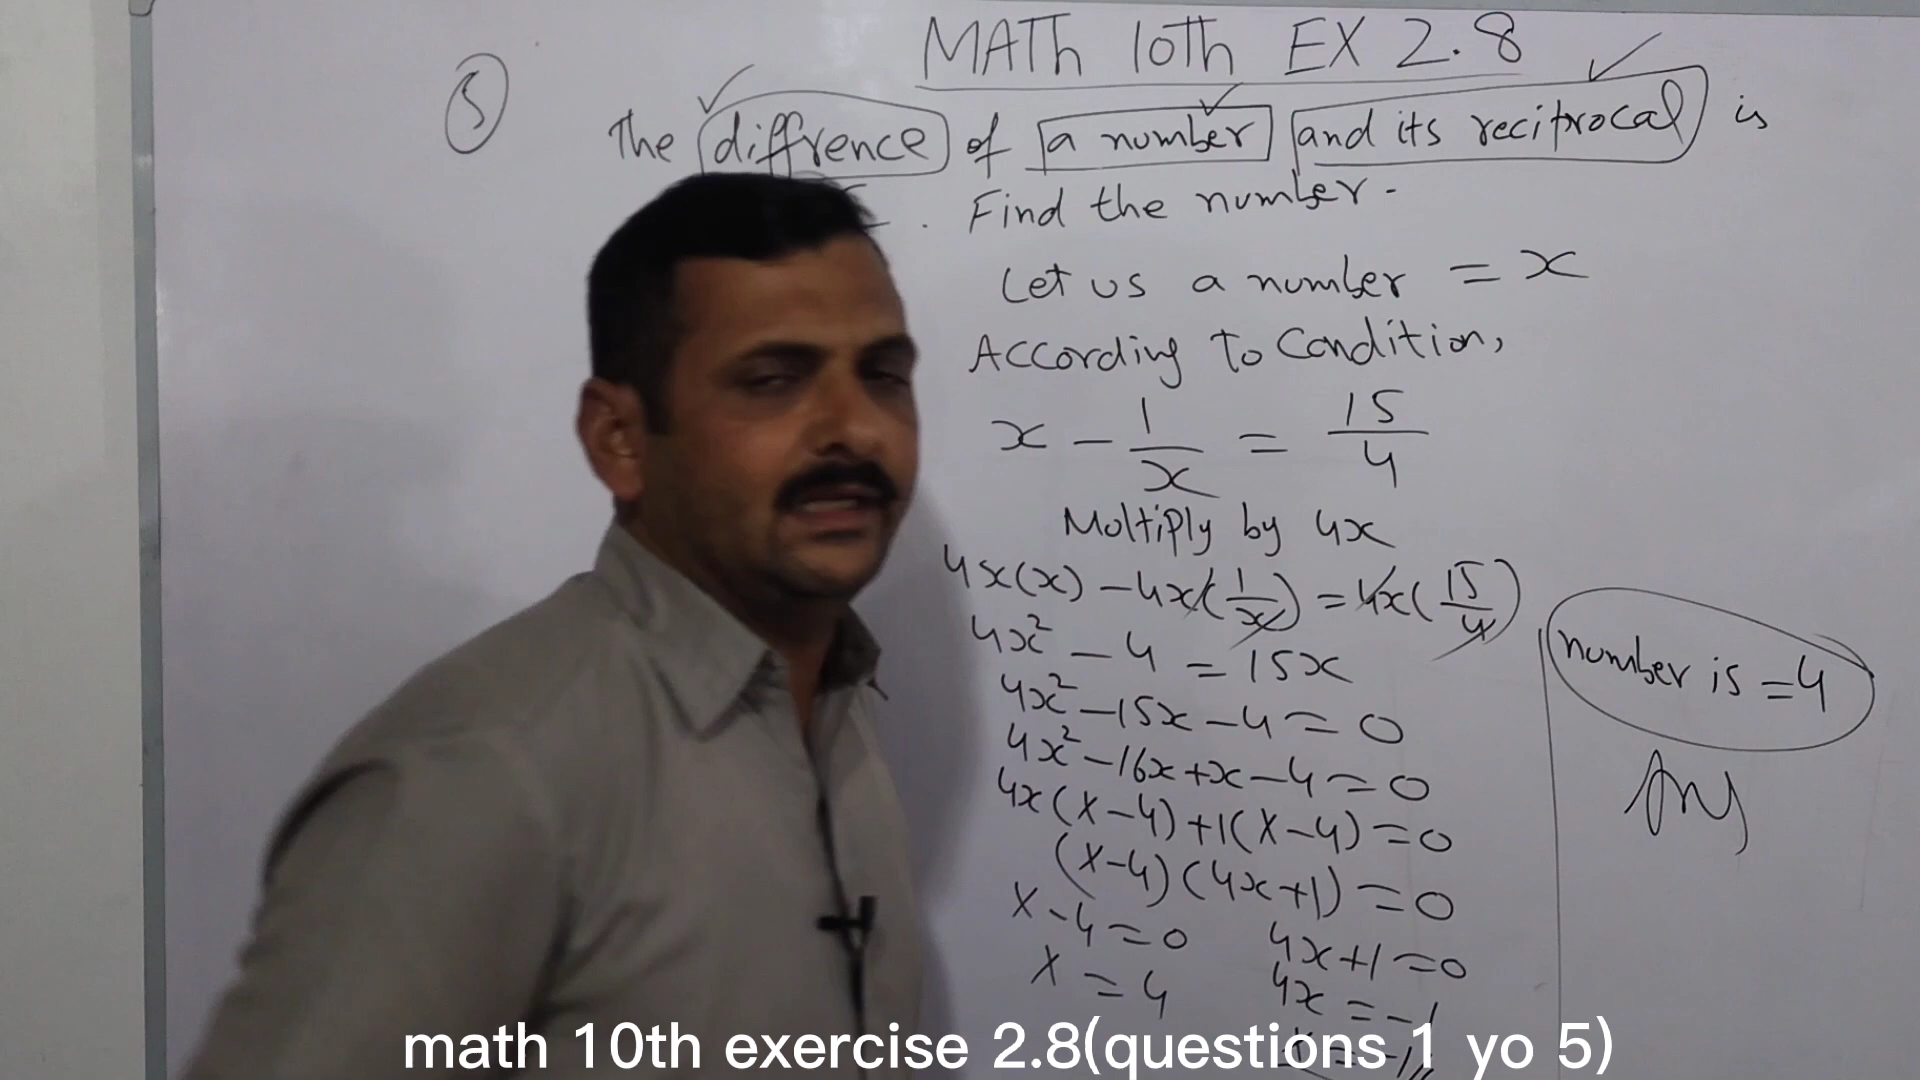 MATH 10th EX 2.8
5 The diffrence of a number and its reciprocal is
. Find the number.
Let us a number = x
According To Condition,
x - 1/x = 15/4
Moltiply by 4x
4x(x) - 4x(1/x) = 4x(15/4)
4x² - 4 = 15x
4x² - 15x - 4 = 0
4x² - 16x + x - 4 = 0
4x(x-4) + 1(x-4) = 0
(x-4)(4x+1) = 0
x-4=0 4x+1=0
x = 4 4x = -1
number is = 4
Ans
math 10th exercise 2.8(questions 1 yo 5)